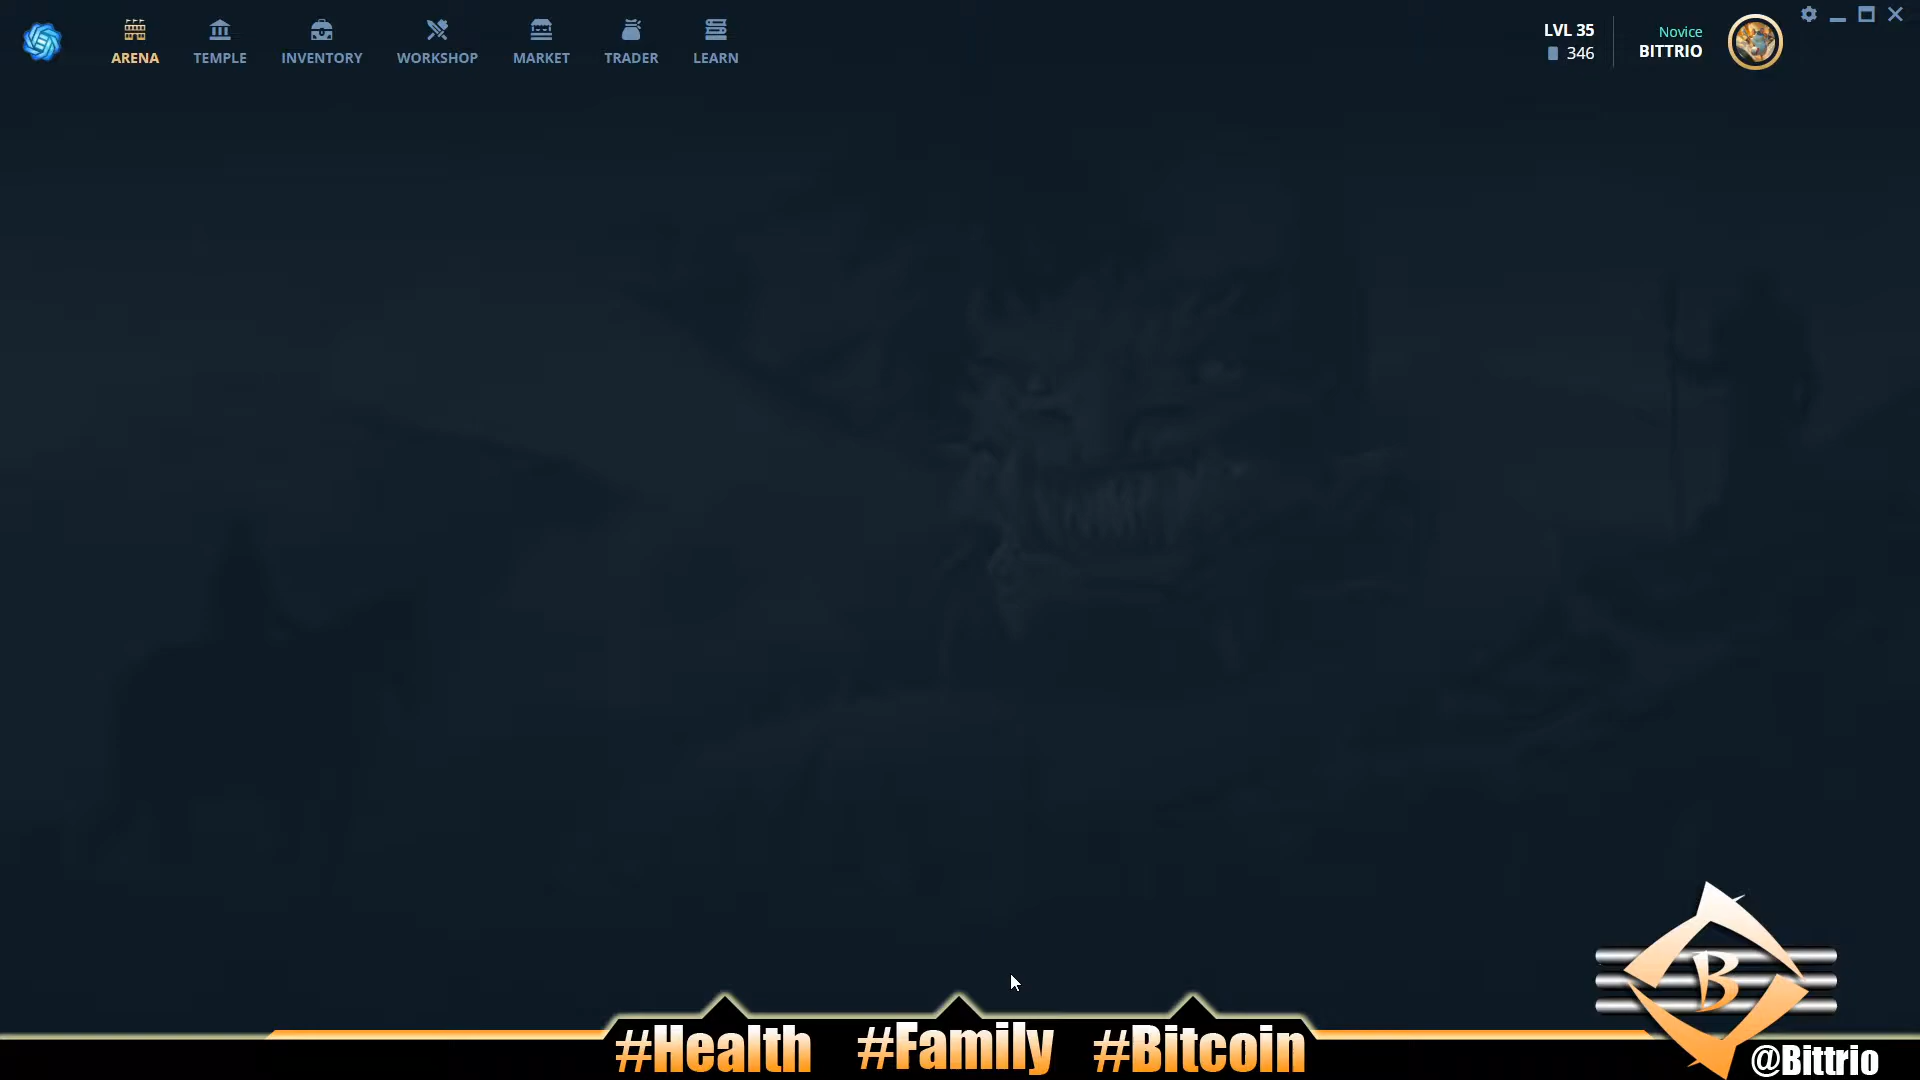 ARENA TEMPLE INVENTORY WORKSHOP MARKET TRADER LEARN
LVL 35
346
Novice
BITTRIO
B
#Health #Family #Bitcoin
@Bittrio